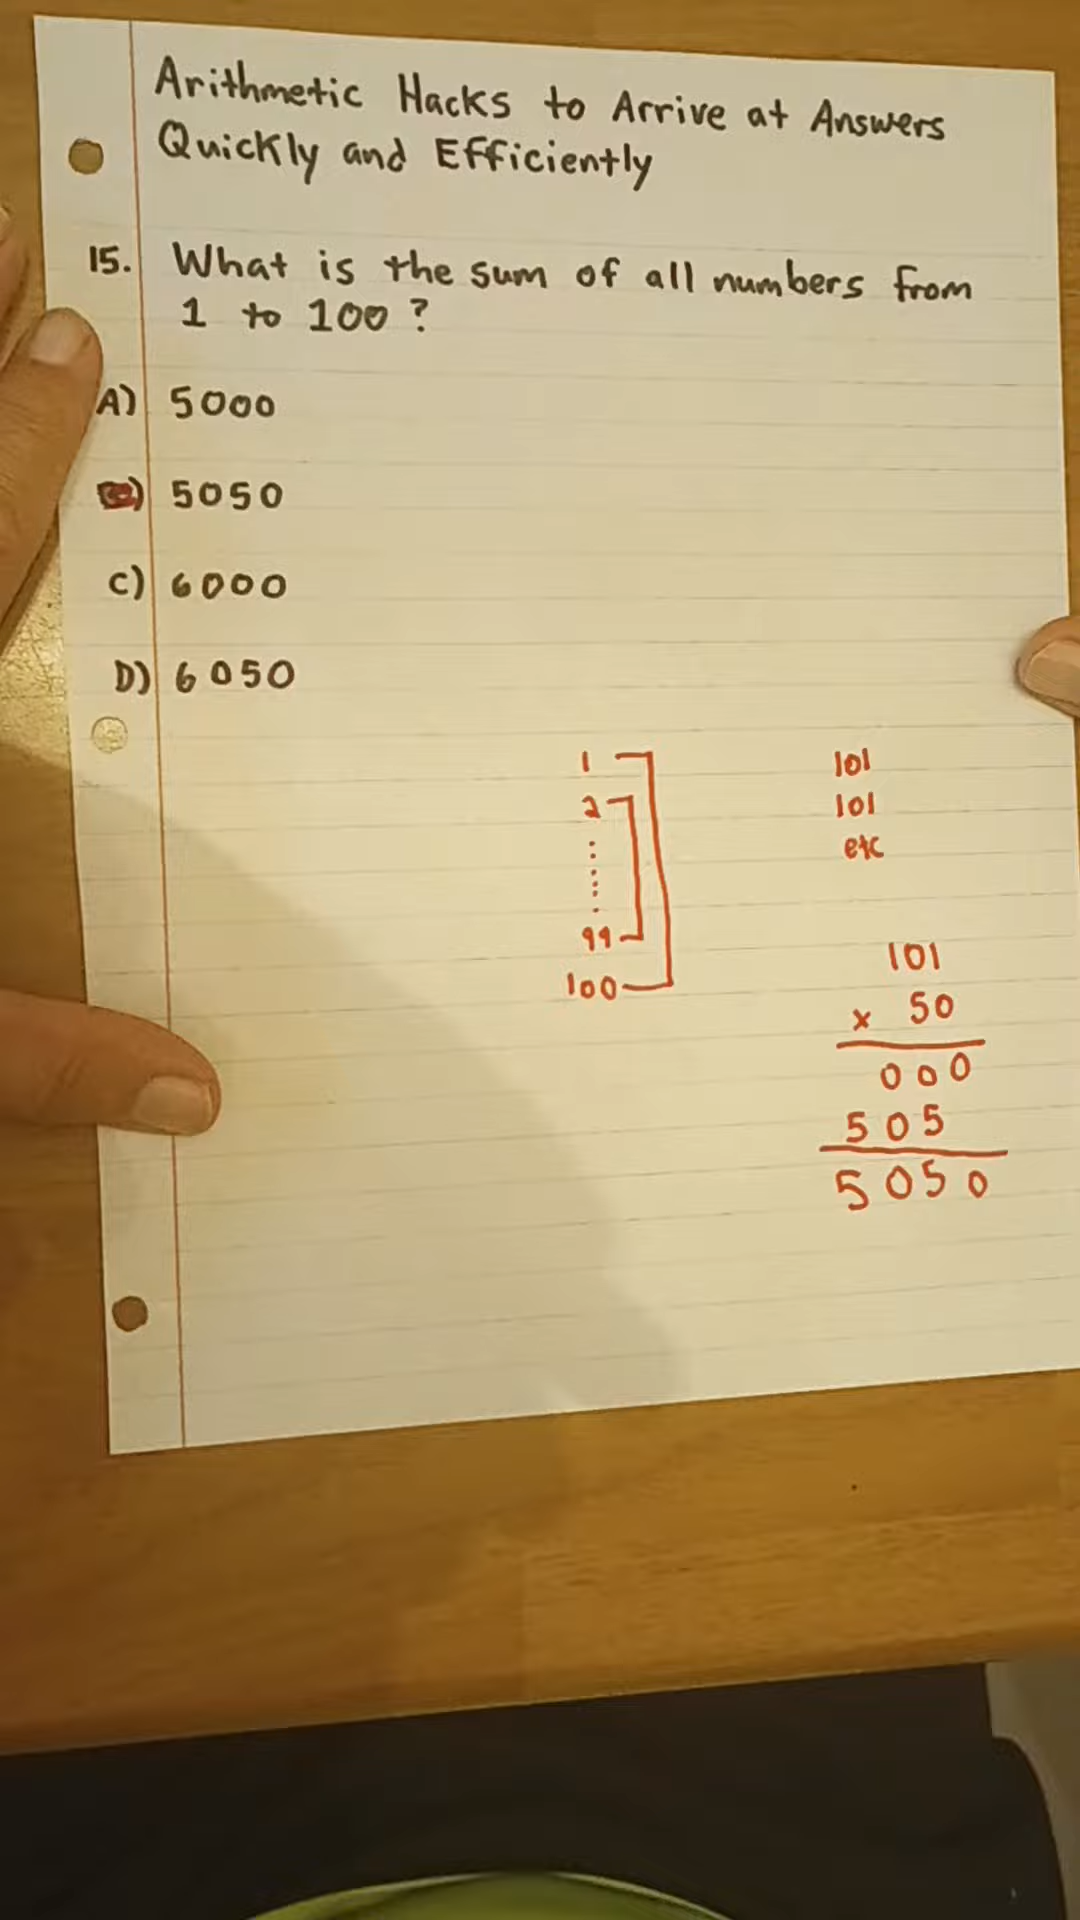 Arithmetic Hacks to Arrive at Answers
Quickly and Efficiently
15. What is the sum of all numbers from
1 to 100 ?
A) 5000
) 5050
C) 6000
D) 6050
1
2
99
100
101
101
etc
101
x 50
000
505
5050